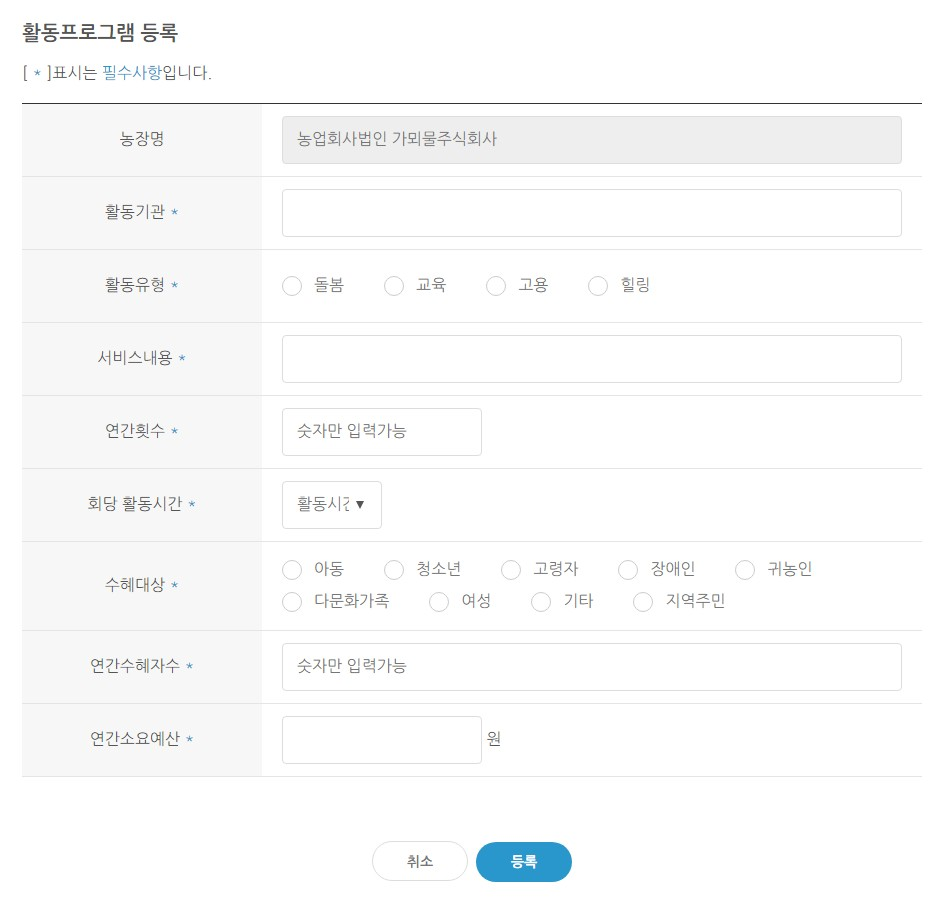 활동프로그램 등록
[ * ]표시는 필수사항입니다.
농장명 농업회사법인 가뫼물주식회사
활동기관 *
활동유형 * 돌봄 교육 고용 힐링
서비스내용 *
연간횟수 * 숫자만 입력가능
회당 활동시간 * 활동시간 ▼
수혜대상 * 아동 청소년 고령자 장애인 귀농인
다문화가족 여성 기타 지역주민
연간수혜자수 * 숫자만 입력가능
연간소요예산 * 원
취소 등록